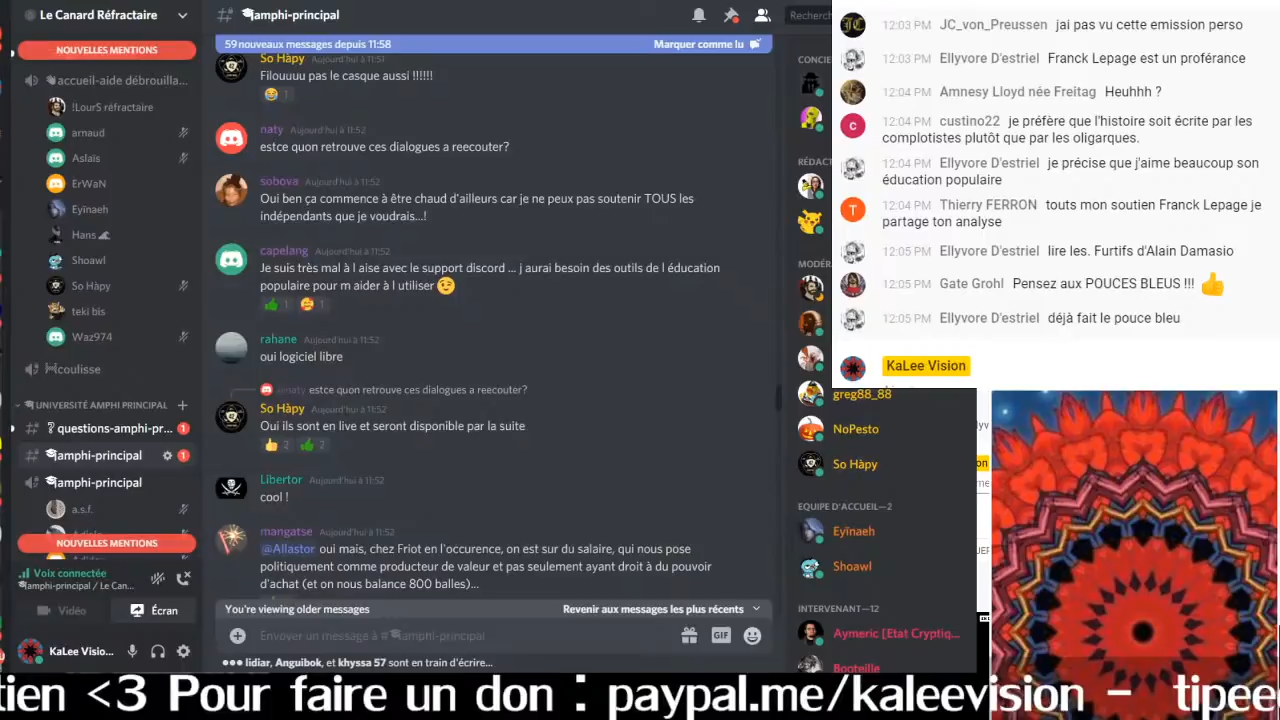 Le Canard Réfractaire
NOUVELLES MENTIONS
accueil-aide débrouilla...
!LourS réfractaire
arnaud
Aslais
ErWaN
Eyïnaeh
Hans
Shoawl
So Hàpy
teki bis
Waz974
coulisse
UNIVERSITÉ AMPHI PRINCIPAL
questions-amphi-pr... 1
amphi-principal 1
amphi-principal
a.s.f.
NOUVELLES MENTIONS
Voix connectée
amphi-principal / Le Can...
Vidéo Écran
KaLee Visio...
amphi-principal
Recherc
59 nouveaux messages depuis 11:58 Marquer comme lu
So Hàpy Aujourd'hui à 11:51
Filouuuu pas le casque aussi !!!!!!
1
naty Aujourd'hui à 11:52
estce quon retrouve ces dialogues a reecouter?
sobova Aujourd'hui à 11:52
Oui ben ça commence à être chaud d'ailleurs car je ne peux pas soutenir TOUS les
indépendants que je voudrais...!
capelang Aujourd'hui à 11:52
Je suis très mal à l aise avec le support discord ... j aurai besoin des outils de l éducation
populaire pour m aider à l utiliser
1 1
rahane Aujourd'hui à 11:52
oui logiciel libre
naty estce quon retrouve ces dialogues a reecouter?
So Hàpy Aujourd'hui à 11:52
Oui ils sont en live et seront disponible par la suite
2 2
Libertor Aujourd'hui à 11:52
cool !
mangatse Aujourd'hui à 11:52
@Allastor oui mais, chez Friot en l'occurence, on est sur du salaire, qui nous pose
politiquement comme producteur de valeur et pas seulement ayant droit à du pouvoir
d'achat (et on nous balance 800 balles)...
You're viewing older messages Revenir aux messages les plus récents
Envoyer un message à amphi-principal
GIF
lidiar, Anguibok, et khyssa 57 sont en train d'écrire...
CONCIE
RÉDACT
MODÉR
greg88_88
NoPesto
So Hàpy
EQUIPE D'ACCUEIL—2
Eyïnaeh
Shoawl
INTERVENANT—12
Aymeric [Etat Cryptiq...
Booteille
12:03 PM JC_von_Preussen jai pas vu cette emission perso
12:03 PM Ellyvore D'estriel Franck Lepage est un proférance
12:04 PM Amnesy Lloyd née Freitag Heuhhh ?
12:04 PM custino22 je préfère que l'histoire soit écrite par les
complotistes plutôt que par les oligarques.
12:04 PM Ellyvore D'estriel je précise que j'aime beaucoup son
éducation populaire
12:04 PM Thierry FERRON touts mon soutien Franck Lepage je
partage ton analyse
12:05 PM Ellyvore D'estriel lire les. Furtifs d'Alain Damasio
12:05 PM Gate Grohl Pensez aux POUCES BLEUS !!!
12:05 PM Ellyvore D'estriel déjà fait le pouce bleu
KaLee Vision
tien <3 Pour faire un don : paypal.me/kaleevision - tipee